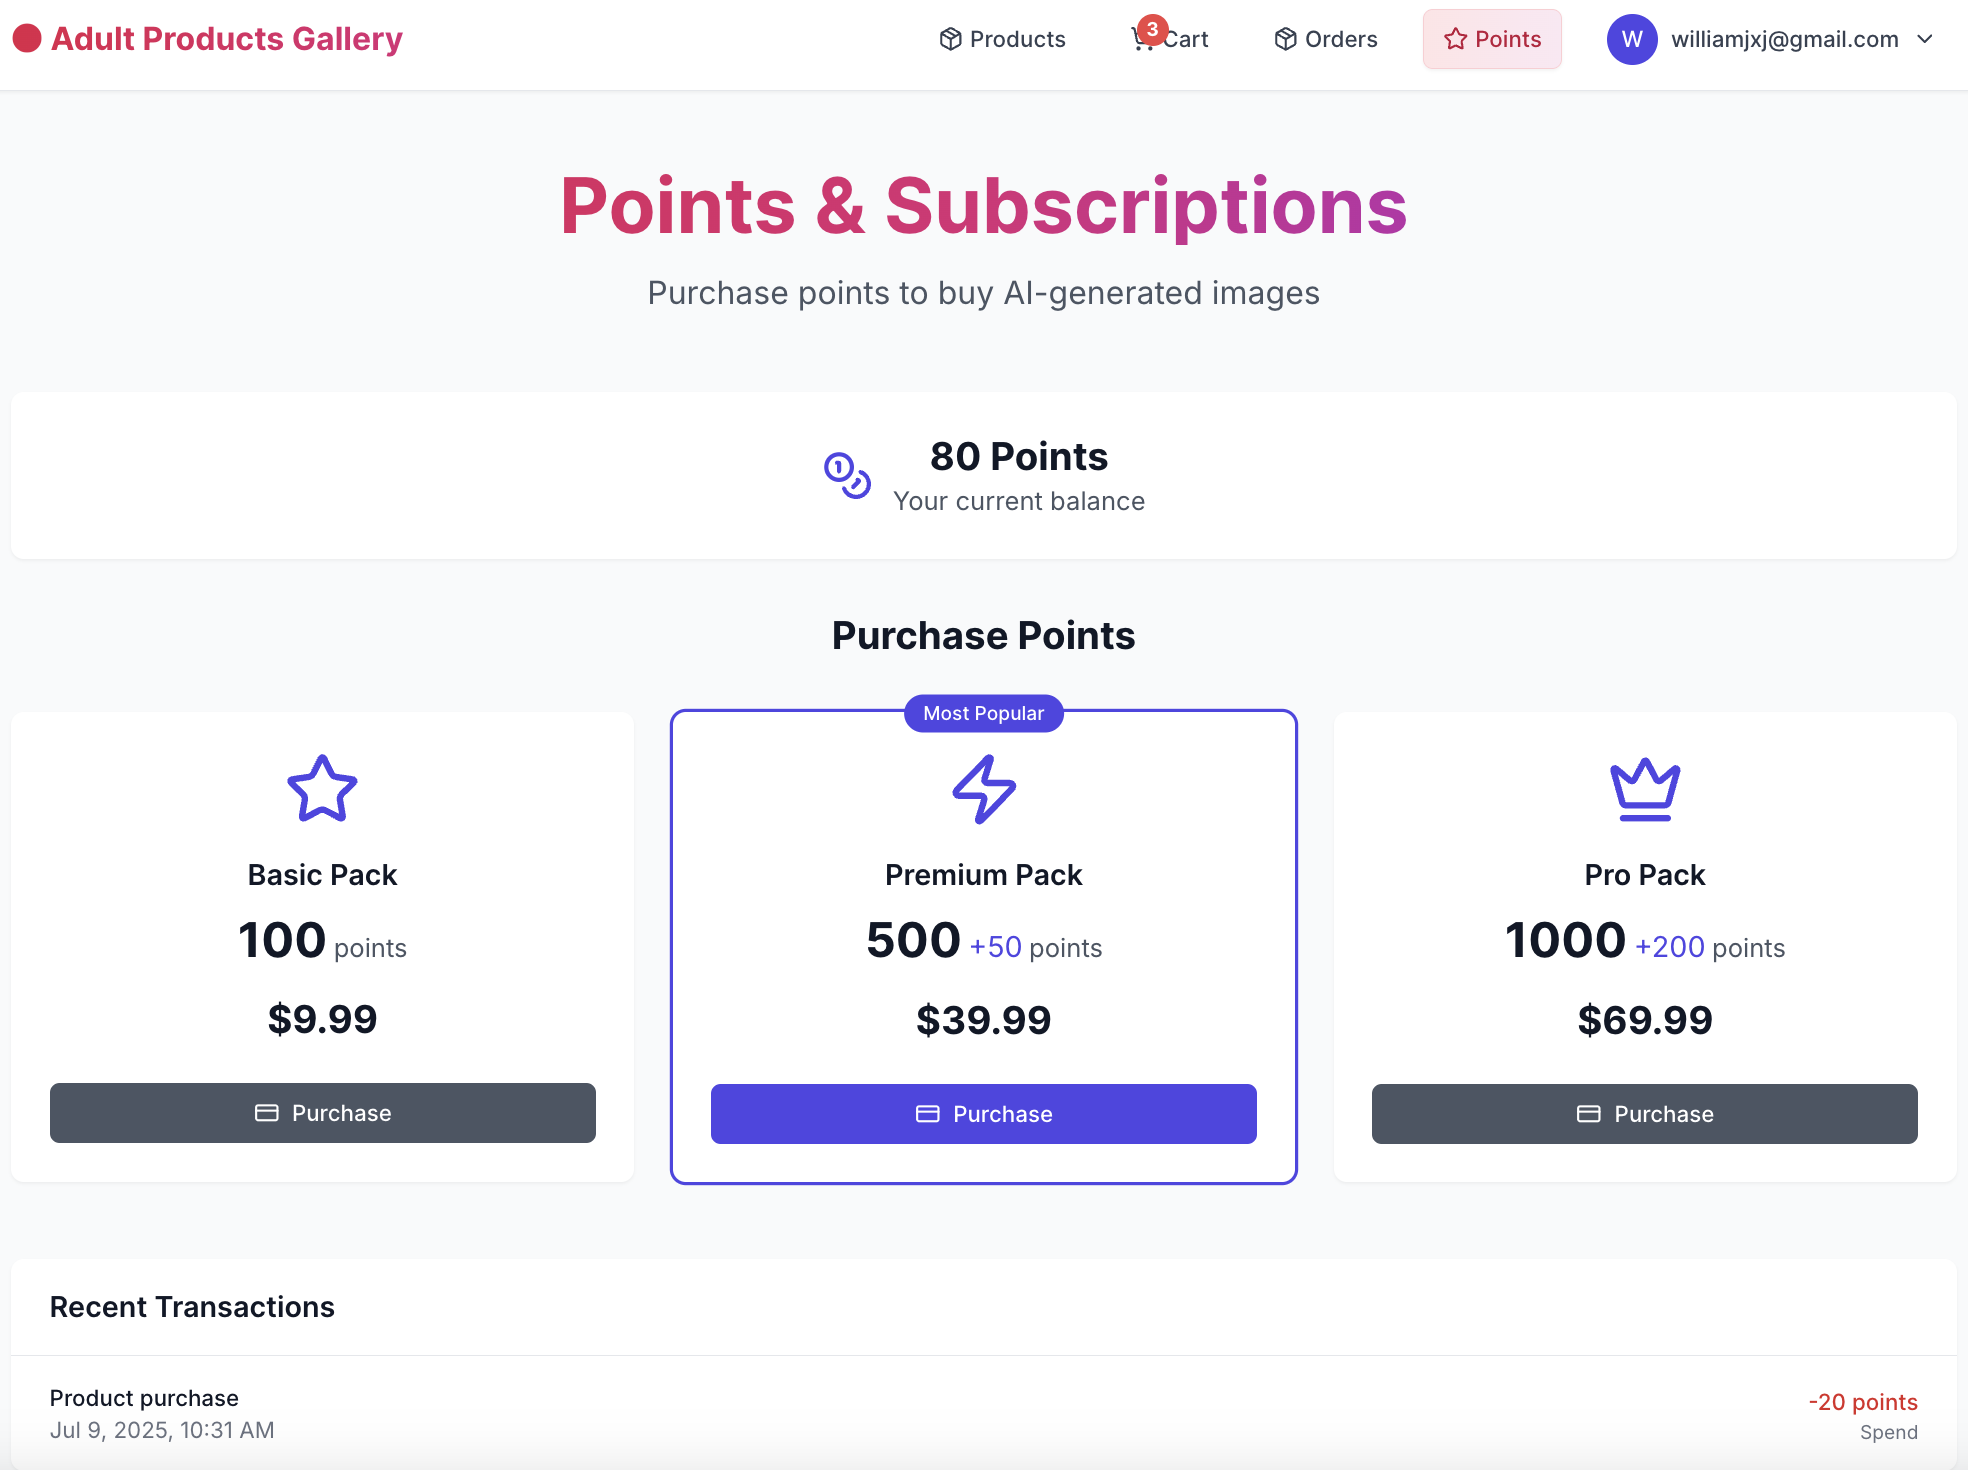 Adult Products Gallery
Products
3
Cart
Orders
Points
W
williamjxj@gmail.com
Points & Subscriptions
Purchase points to buy AI-generated images
80 Points
Your current balance
Purchase Points
Basic Pack
100 points
$9.99
Purchase
Most Popular
Premium Pack
500 +50 points
$39.99
Purchase
Pro Pack
1000 +200 points
$69.99
Purchase
Recent Transactions
Product purchase
Jul 9, 2025, 10:31 AM
-20 points
Spend